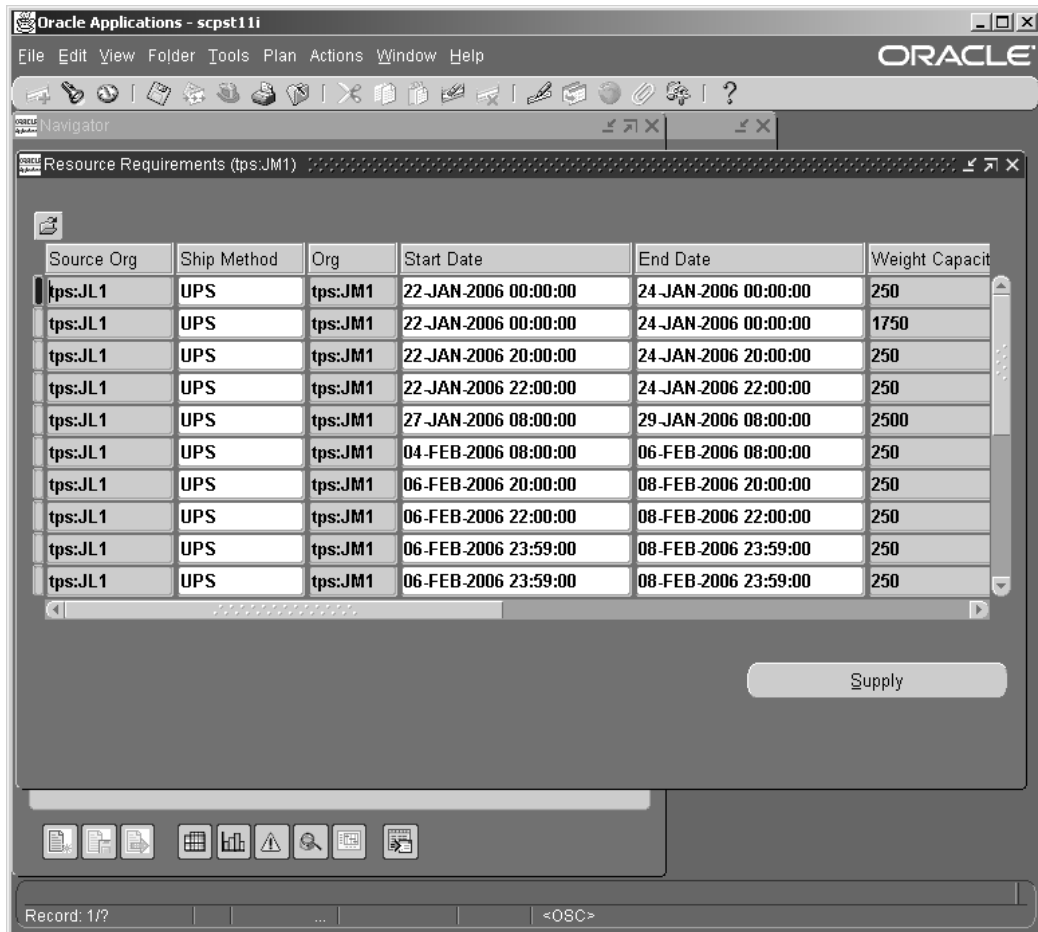 Oracle Applications - scpst11i
File Edit View Folder Tools Plan Actions Window Help
ORACLE
Navigator
Resource Requirements (tps:JM1)
Source Org Ship Method Org Start Date End Date Weight Capacit
tps:JL1 UPS tps:JM1 22-JAN-2006 00:00:00 24-JAN-2006 00:00:00 250
tps:JL1 UPS tps:JM1 22-JAN-2006 00:00:00 24-JAN-2006 00:00:00 1750
tps:JL1 UPS tps:JM1 22-JAN-2006 20:00:00 24-JAN-2006 20:00:00 250
tps:JL1 UPS tps:JM1 22-JAN-2006 22:00:00 24-JAN-2006 22:00:00 250
tps:JL1 UPS tps:JM1 27-JAN-2006 08:00:00 29-JAN-2006 08:00:00 2500
tps:JL1 UPS tps:JM1 04-FEB-2006 08:00:00 06-FEB-2006 08:00:00 250
tps:JL1 UPS tps:JM1 06-FEB-2006 20:00:00 08-FEB-2006 20:00:00 250
tps:JL1 UPS tps:JM1 06-FEB-2006 22:00:00 08-FEB-2006 22:00:00 250
tps:JL1 UPS tps:JM1 06-FEB-2006 23:59:00 08-FEB-2006 23:59:00 250
tps:JL1 UPS tps:JM1 06-FEB-2006 23:59:00 08-FEB-2006 23:59:00 250
Supply
Record: 1/? ... <OSC>